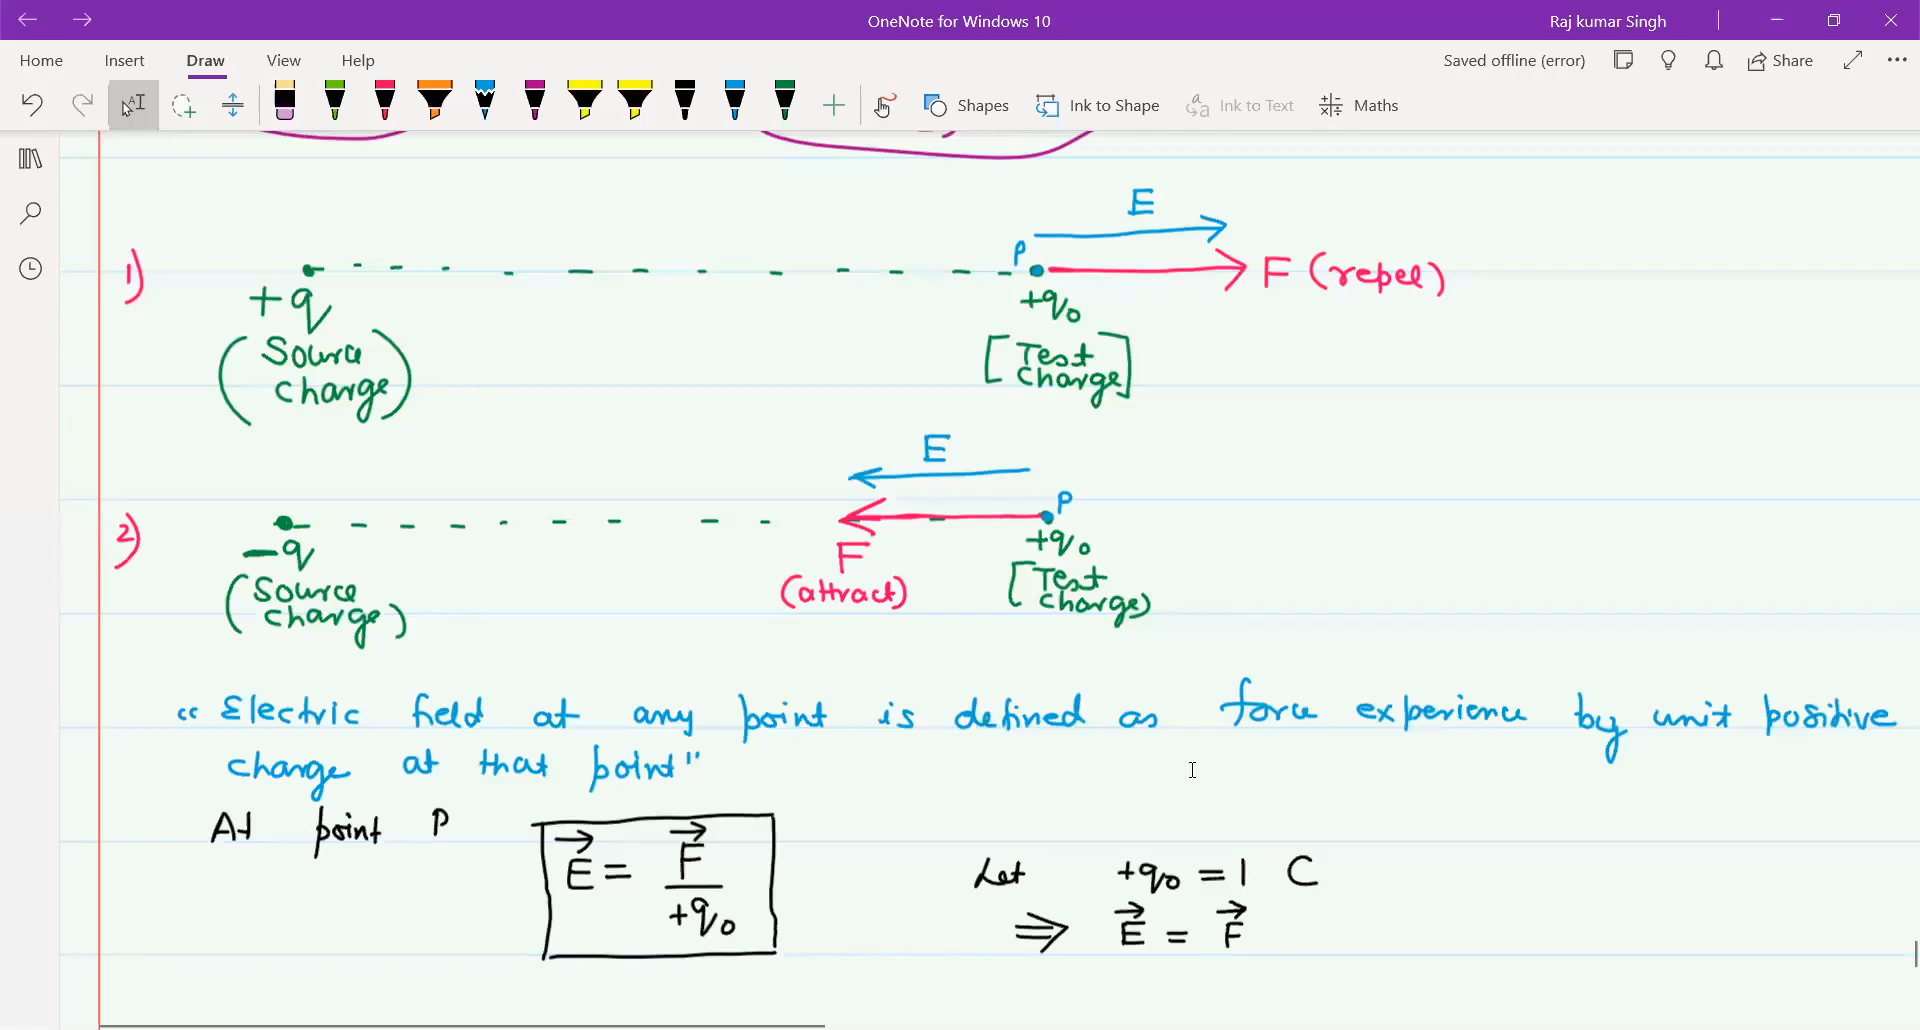 OneNote for Windows 10
Raj kumar Singh
Home Insert Draw View Help
Saved offline (error) Share
Shapes Ink to Shape Ink to Text Maths
E
1) P F (repel)
+q +q₀
(Source charge) [Test charge]
E
2) P
-q F +q₀
(attract)
(Source charge) [Test charge)
"Electric field at any point is defined as force experience by unit positive
charge at that point"
At point P E⃗ = F⃗ / +q₀
Let +q₀ = 1 C
⇒ E⃗ = F⃗